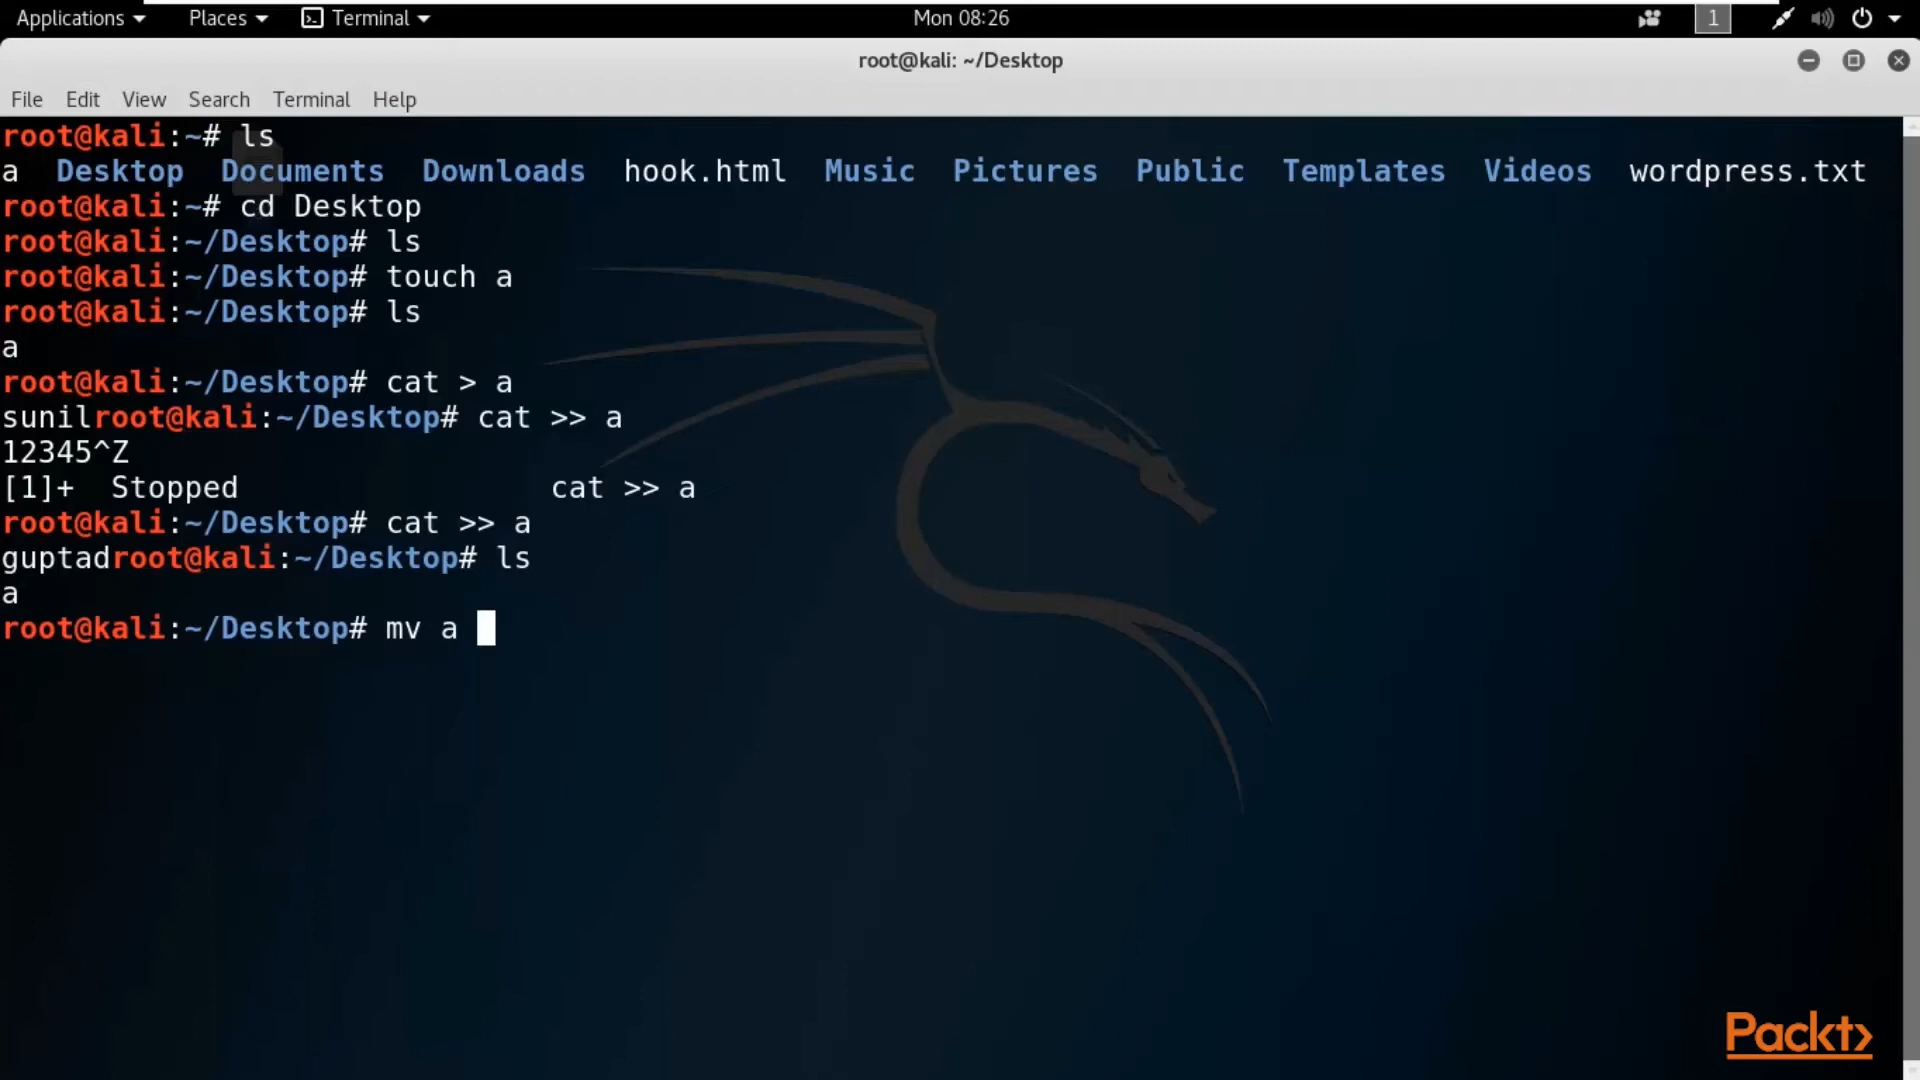 Applications Places Terminal Mon 08:26 1
root@kali: ~/Desktop
File Edit View Search Terminal Help
root@kali:~# ls
a Desktop Documents Downloads hook.html Music Pictures Public Templates Videos wordpress.txt
root@kali:~# cd Desktop
root@kali:~/Desktop# ls
root@kali:~/Desktop# touch a
root@kali:~/Desktop# ls
a
root@kali:~/Desktop# cat > a
sunilroot@kali:~/Desktop# cat >> a
12345^Z
[1]+ Stopped cat >> a
root@kali:~/Desktop# cat >> a
guptadroot@kali:~/Desktop# ls
a
root@kali:~/Desktop# mv a
Packt>